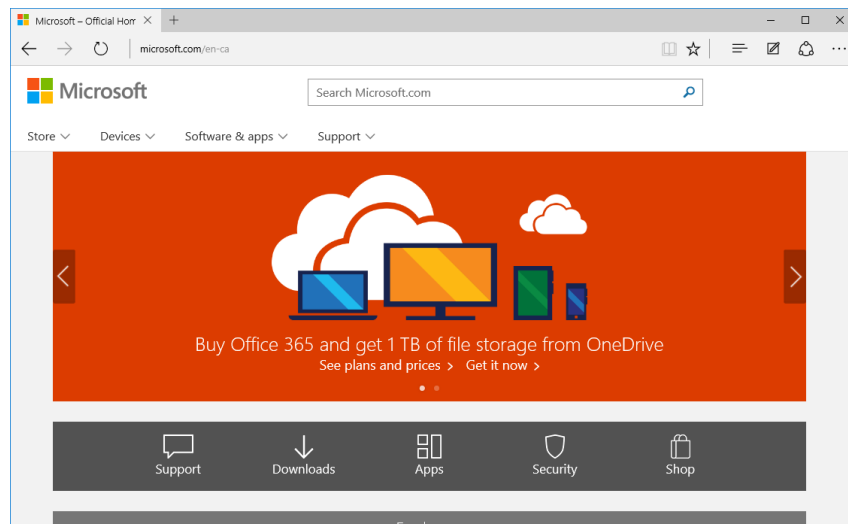 Microsoft – Official Hom
microsoft.com/en-ca
Microsoft
Search Microsoft.com
Store Devices Software & apps Support
Buy Office 365 and get 1 TB of file storage from OneDrive
See plans and prices > Get it now >
Support Downloads Apps Security Shop